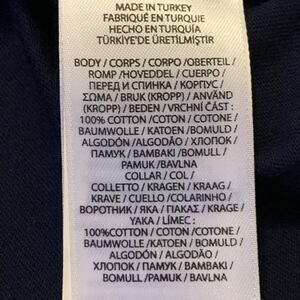 MADE IN TURKEY
FABRIQUÉ EN TURQUIE
HECHO EN TURQUÍA
TÜRKİYE'DE ÜRETİLMİŞTİR
BODY / CORPS / CORPO /OBERTEIL /
ROMP /HOVEDDEL / CUERPO /
ПЕРЕД И СПИНКА / КОРПУС /
ΣΩΜΑ / BRUK (KROPP) / ANVÄND
(KROPP) / BEDEN / VRCHNÍ ČÁST :
100% COTTON /COTON / COTONE /
BAUMWOLLE / KATOEN /BOMULD /
ALGODÓN /ALGODÃO / ХЛОПОК /
ПАМУК / BAMBAKI /BOMULL /
PAMUK /BAVLNA
COLLAR / COL /
COLLETTO / KRAGEN / KRAAG /
KRAVE / CUELLO /COLARINHO /
ВОРОТНИК / ЯКА / ΓΙΑΚΑΣ / KRAGE /
YAKA / LÍMEC :
100%COTTON / COTON /COTONE /
BAUMWOLLE /KATOEN / BOMULD /
ALGODÓN / ALGODÃO /
ХЛОПОК / ПАМУК / BAMBAKI /
BOMULL / PAMUK / BAVLNA